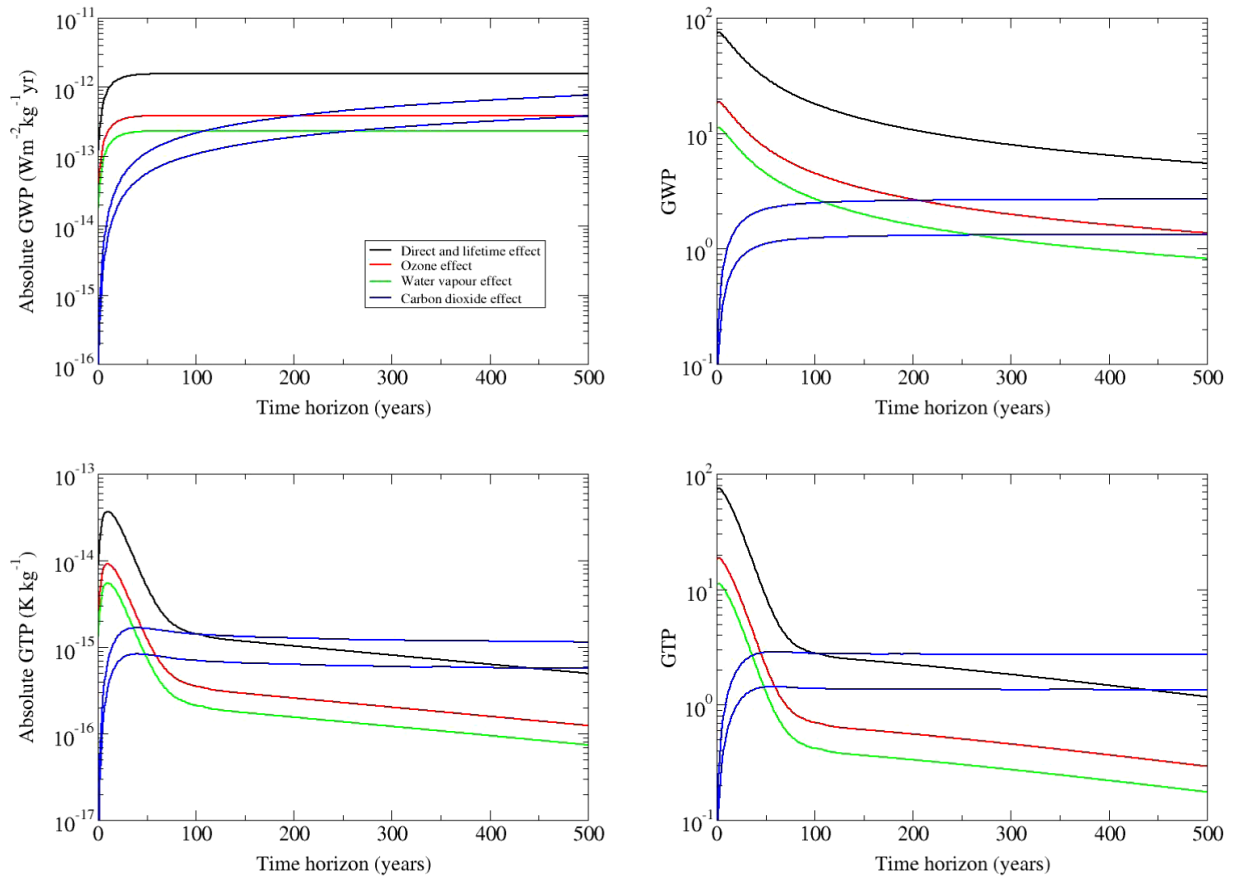 10^-11
10^-12
10^-13
10^-14
10^-15
10^-16
Absolute GWP (Wm^-2kg^-1yr)
Direct and lifetime effect
Ozone effect
Water vapour effect
Carbon dioxide effect
0 100 200 300 400 500
Time horizon (years)
10^2
10^1
10^0
10^-1
GWP
0 100 200 300 400 500
Time horizon (years)
10^-13
10^-14
10^-15
10^-16
10^-17
Absolute GTP (K kg^-1)
0 100 200 300 400 500
Time horizon (years)
10^2
10^1
10^0
10^-1
GTP
0 100 200 300 400 500
Time horizon (years)